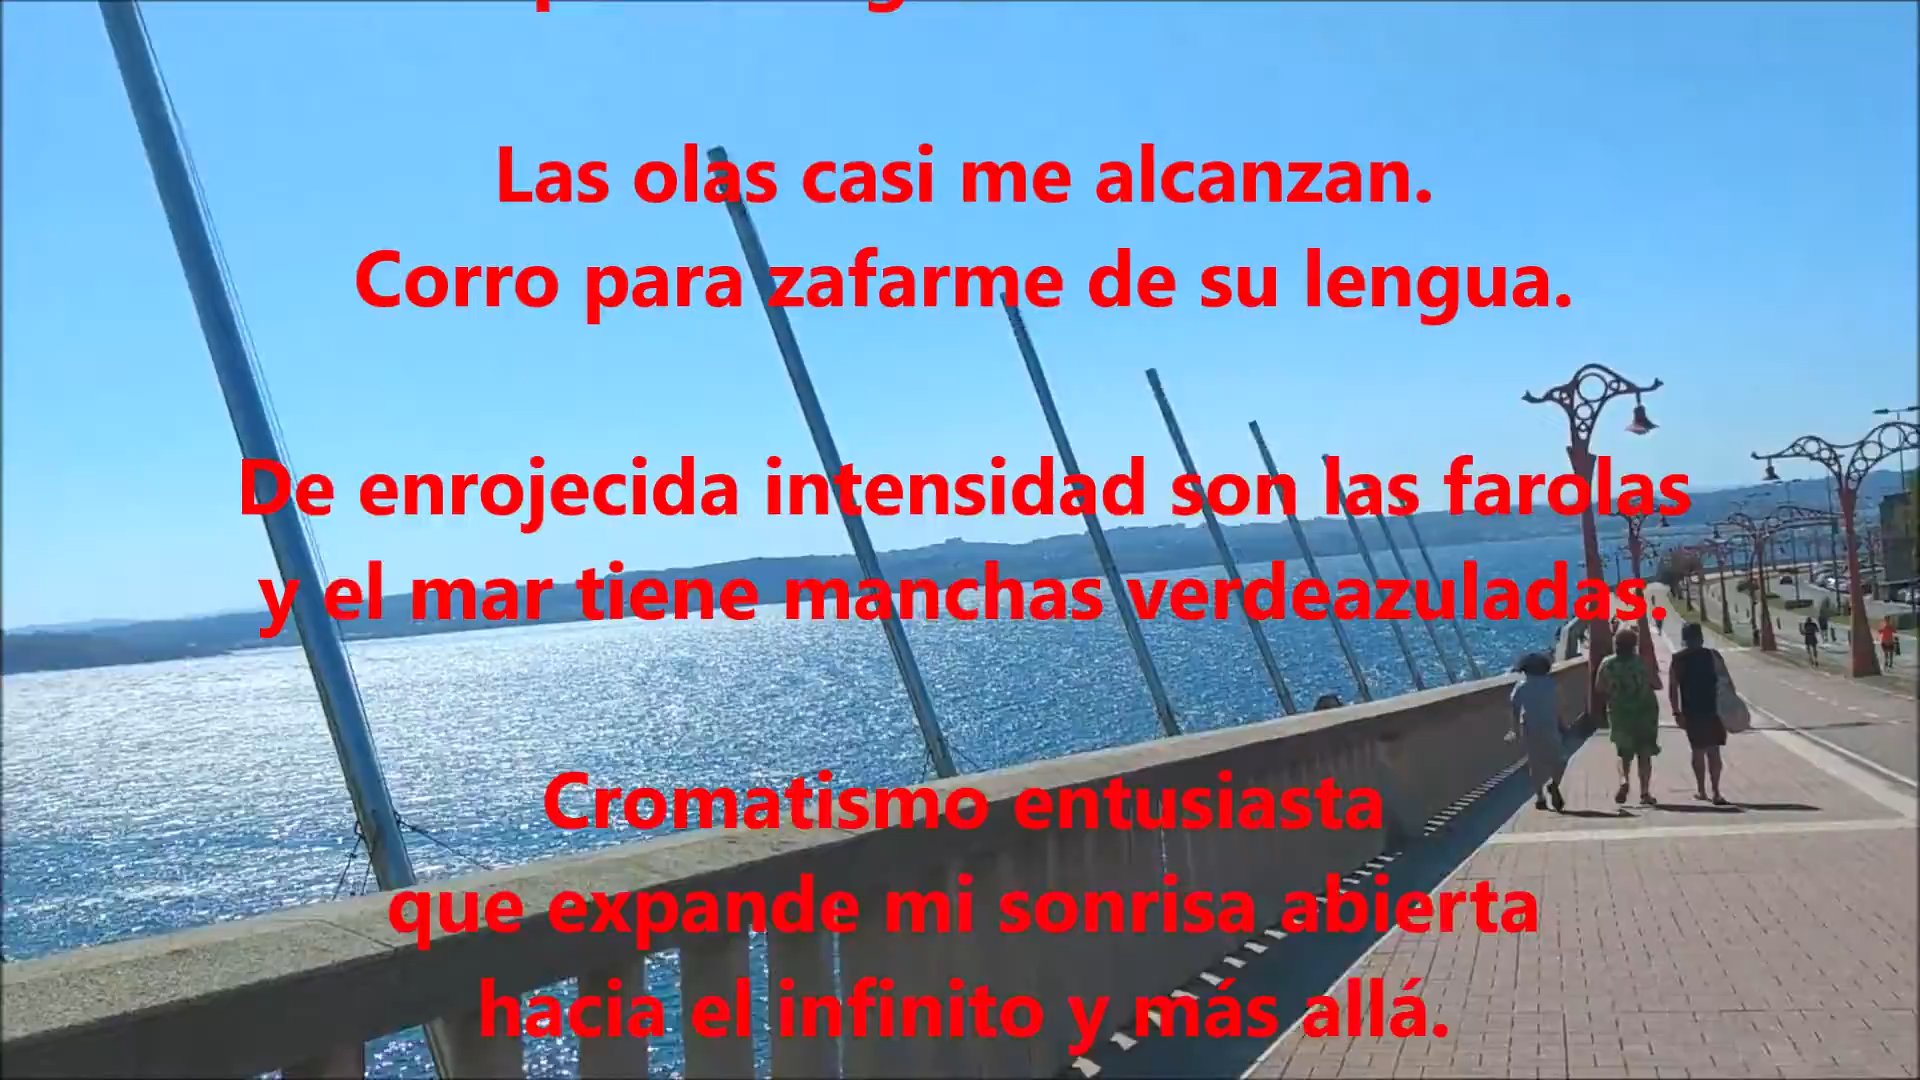 Las olas casi me alcanzan.
Corro para zafarme de su lengua.
De enrojecida intensidad son las farolas
y el mar tiene manchas verdeazuladas.
Cromatismo entusiasta
que expande mi sonrisa abierta
hacia el infinito y más allá.